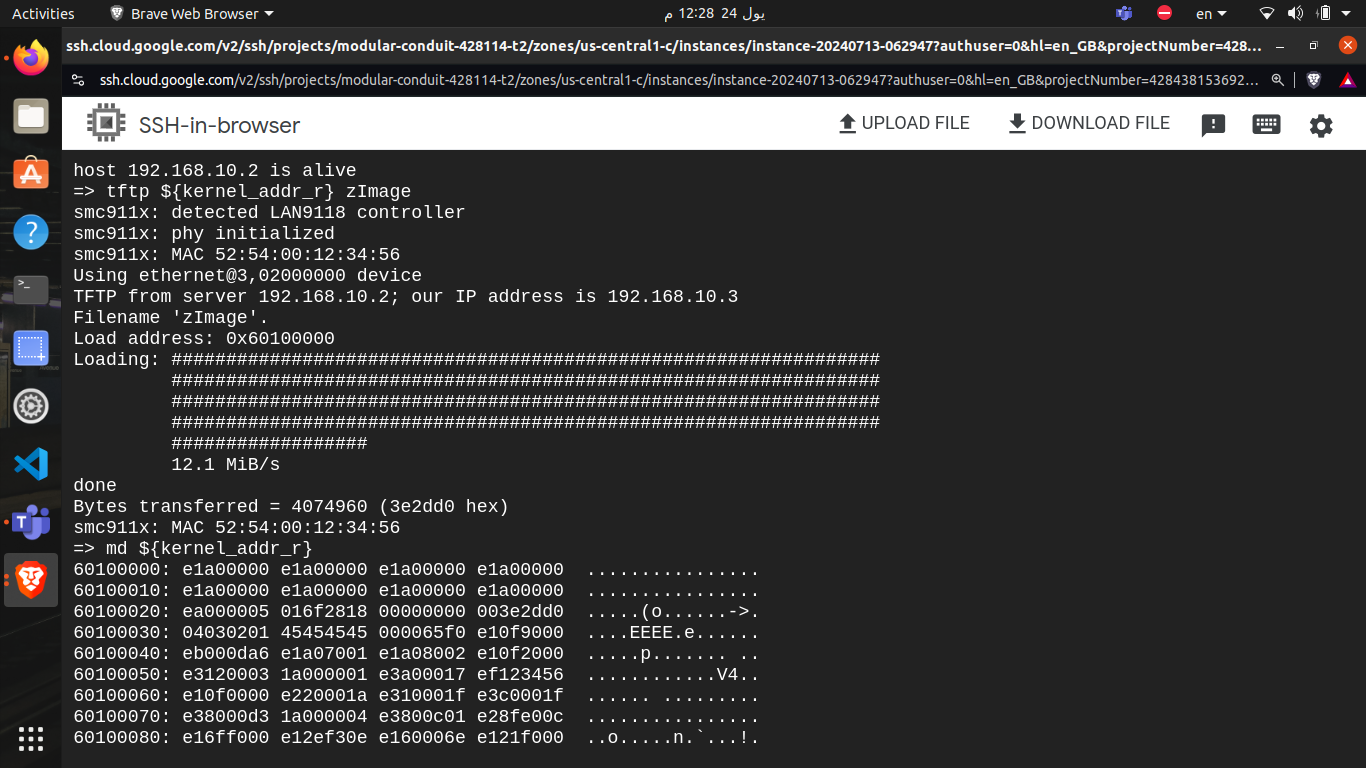 Activities
Brave Web Browser
يول 24 12:28 م
en
ssh.cloud.google.com/v2/ssh/projects/modular-conduit-428114-t2/zones/us-central1-c/instances/instance-20240713-062947?authuser=0&hl=en_GB&projectNumber=428...
ssh.cloud.google.com/v2/ssh/projects/modular-conduit-428114-t2/zones/us-central1-c/instances/instance-20240713-062947?authuser=0&hl=en_GB&projectNumber=428438153692...
SSH-in-browser
UPLOAD FILE
DOWNLOAD FILE
host 192.168.10.2 is alive
=> tftp ${kernel_addr_r} zImage
smc911x: detected LAN9118 controller
smc911x: phy initialized
smc911x: MAC 52:54:00:12:34:56
Using ethernet@3,02000000 device
TFTP from server 192.168.10.2; our IP address is 192.168.10.3
Filename 'zImage'.
Load address: 0x60100000
Loading: #################################################################
#################################################################
#################################################################
#################################################################
##################
12.1 MiB/s
done
Bytes transferred = 4074960 (3e2dd0 hex)
smc911x: MAC 52:54:00:12:34:56
=> md ${kernel_addr_r}
60100000: e1a00000 e1a00000 e1a00000 e1a00000  ................
60100010: e1a00000 e1a00000 e1a00000 e1a00000  ................
60100020: ea000005 016f2818 00000000 003e2dd0  .....(o......->.
60100030: 04030201 45454545 000065f0 e10f9000  ....EEEE.e......
60100040: eb000da6 e1a07001 e1a08002 e10f2000  .....p....... ..
60100050: e3120003 1a000001 e3a00017 ef123456  ............V4..
60100060: e10f0000 e220001a e310001f e3c0001f  ...... .........
60100070: e38000d3 1a000004 e3800c01 e28fe00c  ................
60100080: e16ff000 e12ef30e e160006e e121f000  ..o.....n.`...!.